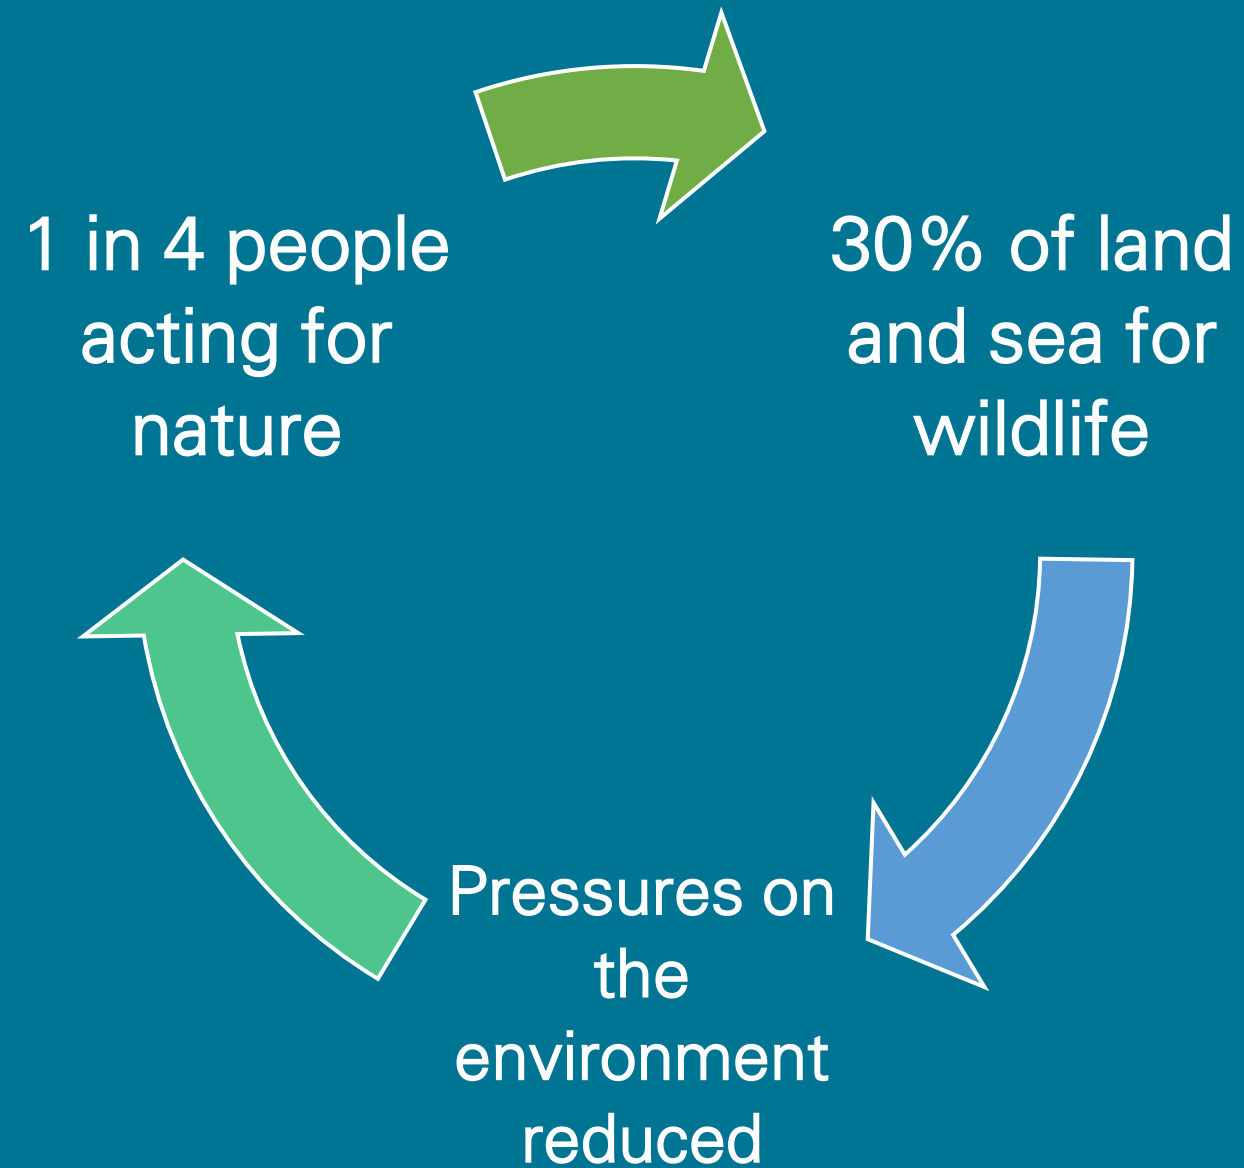 1 in 4 people
acting for
nature
30% of land
and sea for
wildlife
Pressures on
the
environment
reduced